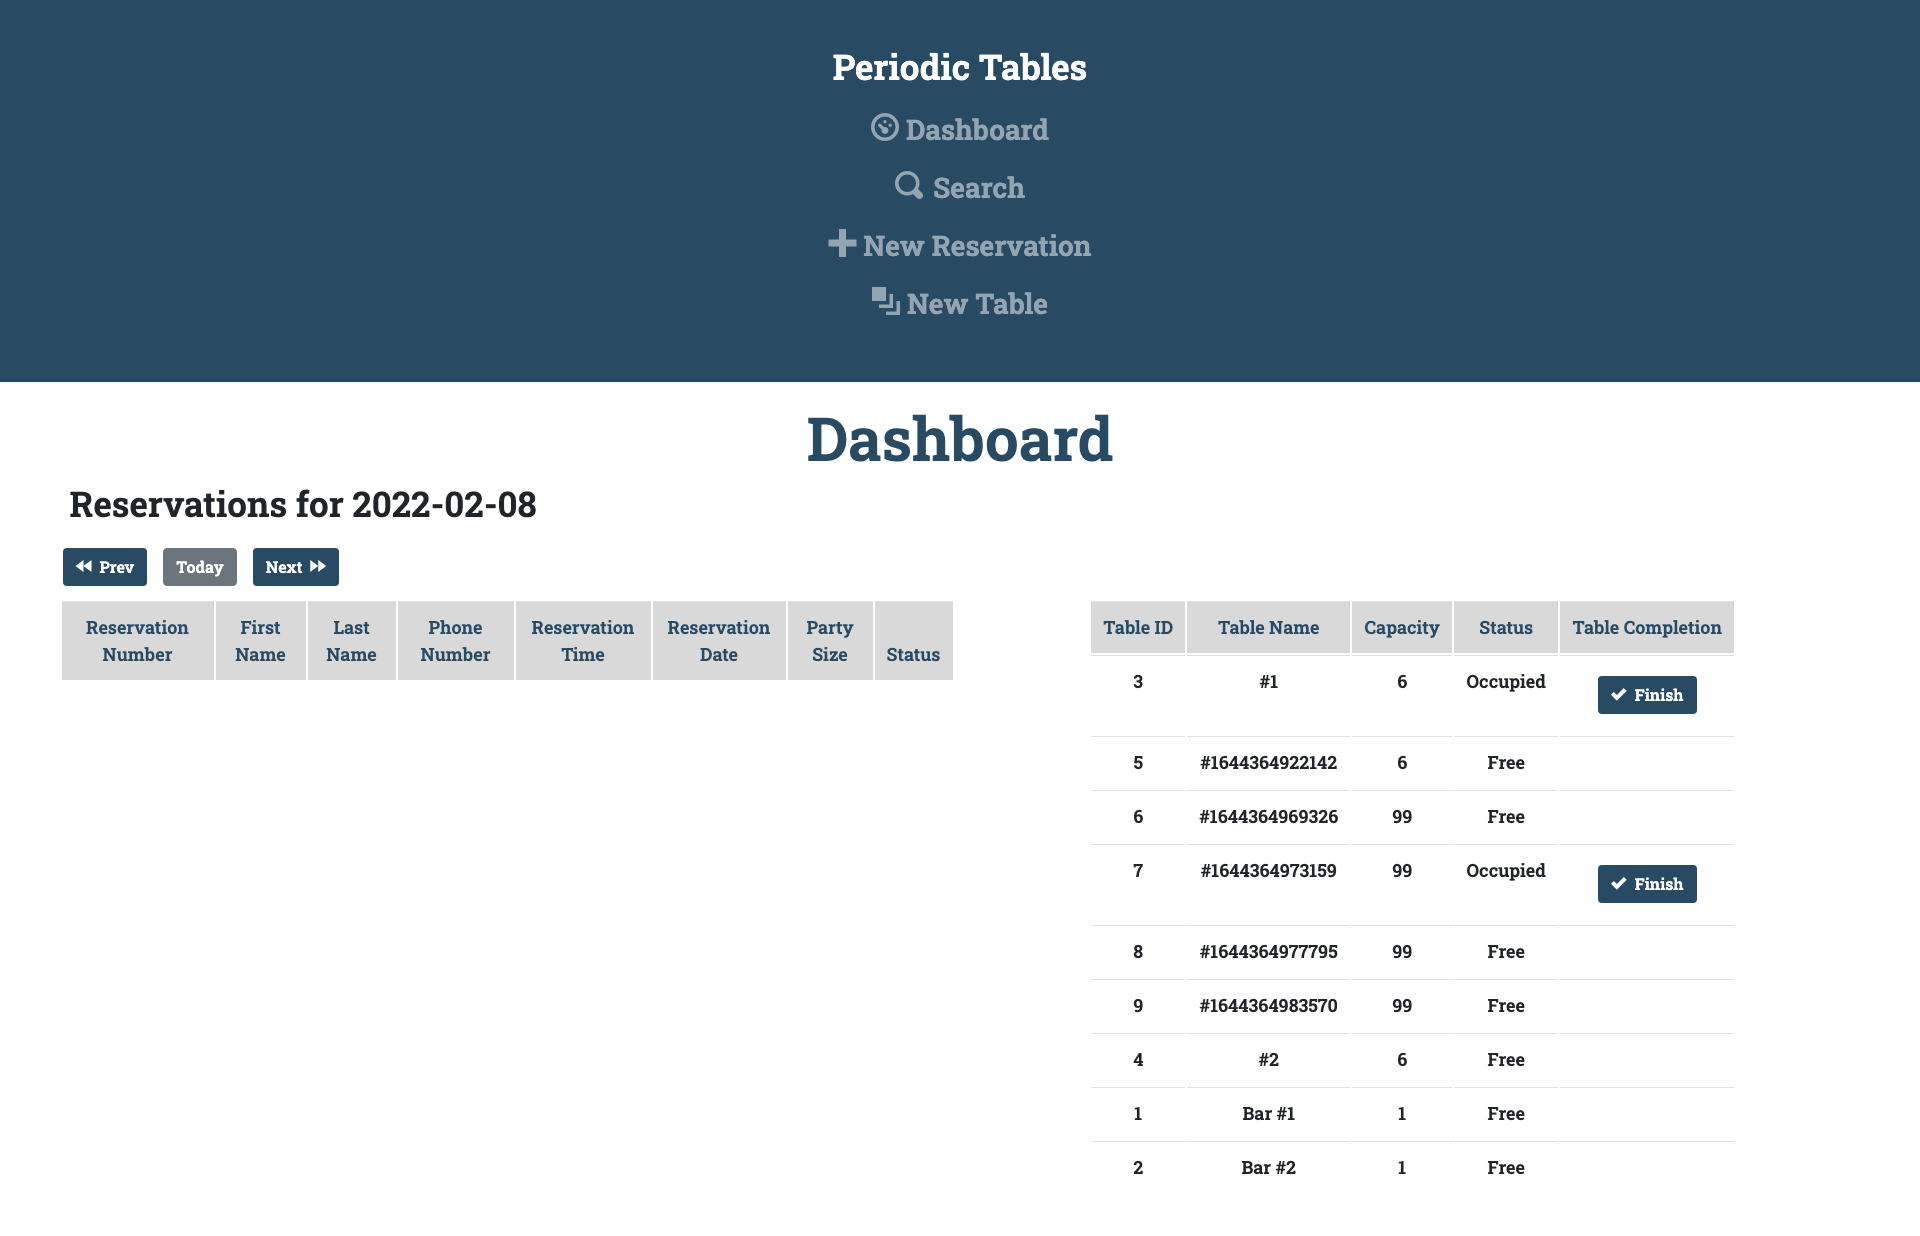 Periodic Tables
Dashboard
Search
New Reservation
New Table
Dashboard
Reservations for 2022-02-08
Prev Today Next
Reservation Number First Name Last Name Phone Number Reservation Time Reservation Date Party Size Status
Table ID Table Name Capacity Status Table Completion
3 #1 6 Occupied Finish
5 #1644364922142 6 Free
6 #1644364969326 99 Free
7 #1644364973159 99 Occupied Finish
8 #1644364977795 99 Free
9 #1644364983570 99 Free
4 #2 6 Free
1 Bar #1 1 Free
2 Bar #2 1 Free